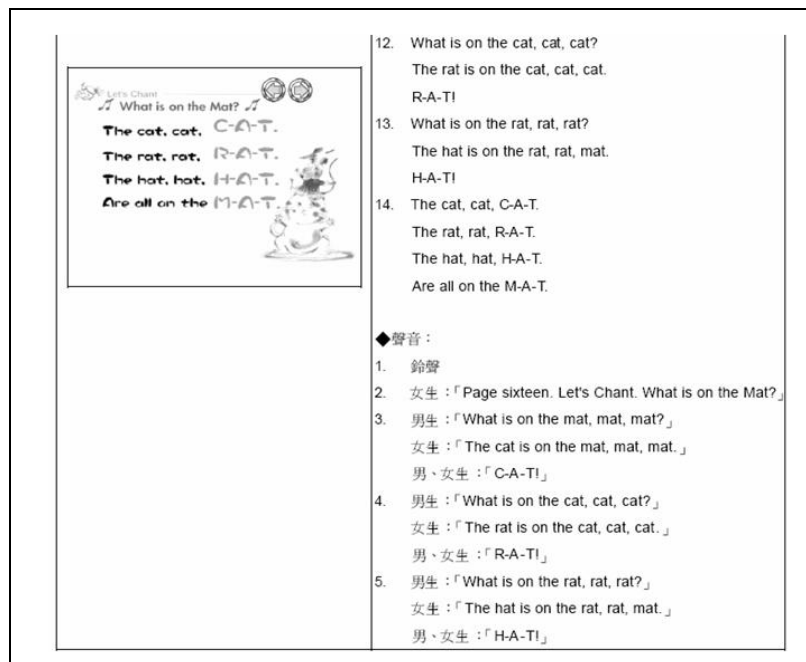 Let's Chant
What is on the Mat?
The cat, cat, C-A-T.
The rat, rat, R-A-T.
The hat, hat, H-A-T.
Are all on the M-A-T.
12. What is on the cat, cat, cat?
The rat is on the cat, cat, cat.
R-A-T!
13. What is on the rat, rat, rat?
The hat is on the rat, rat, mat.
H-A-T!
14. The cat, cat, C-A-T.
The rat, rat, R-A-T.
The hat, hat, H-A-T.
Are all on the M-A-T.
◆聲音：
1. 鈴聲
2. 女生：「Page sixteen. Let's Chant. What is on the Mat?」
3. 男生：「What is on the mat, mat, mat?」
女生：「The cat is on the mat, mat, mat.」
男、女生：「C-A-T!」
4. 男生：「What is on the cat, cat, cat?」
女生：「The rat is on the cat, cat, cat.」
男、女生：「R-A-T!」
5. 男生：「What is on the rat, rat, rat?」
女生：「The hat is on the rat, rat, mat.」
男、女生：「H-A-T!」